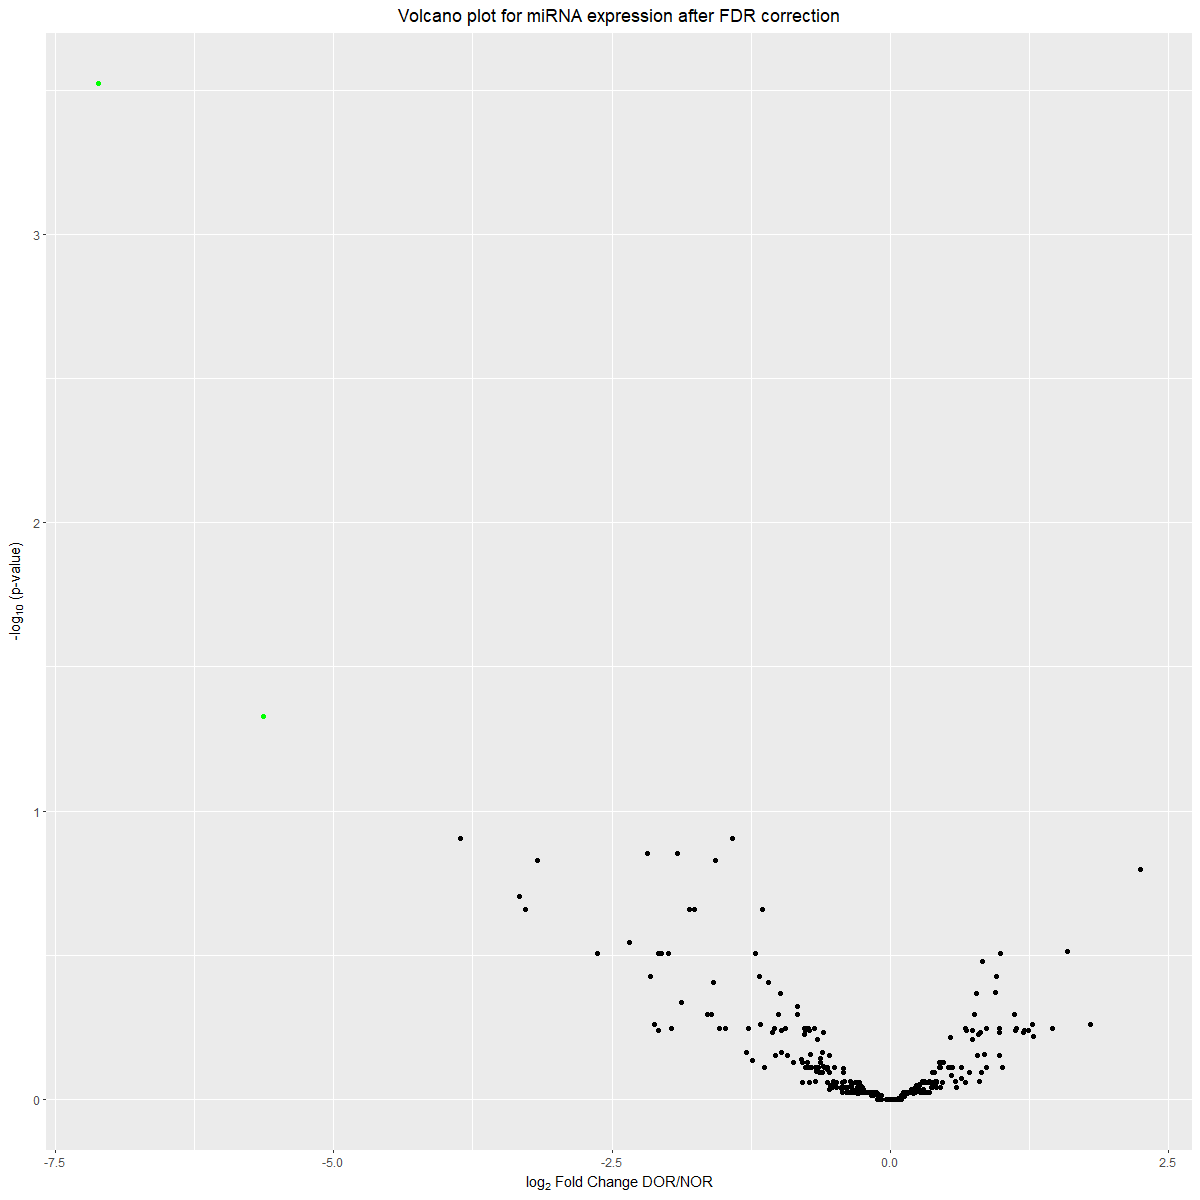 Volcano plot for miRNA expression after FDR correction
3
2
1
0
-log10 (p-value)
-7.5 -5.0 -2.5 0.0 2.5
log2 Fold Change DOR/NOR